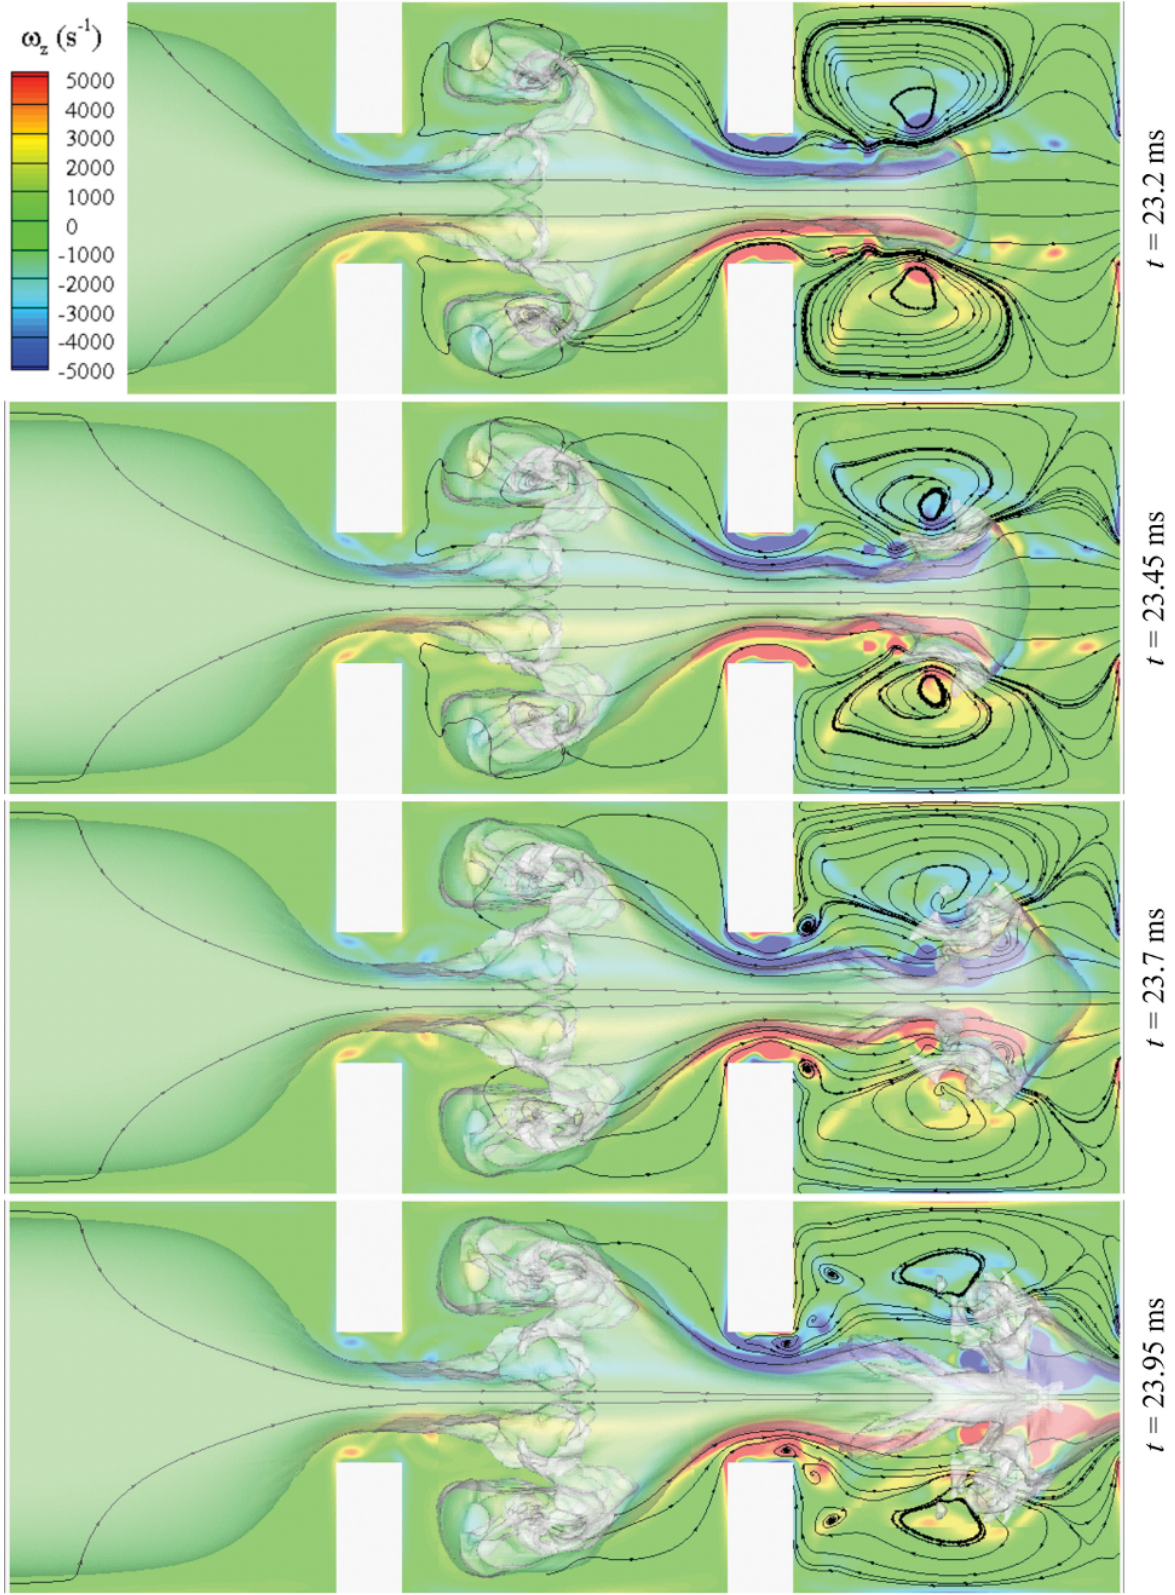 ω_z (s⁻¹)
5000
4000
3000
2000
1000
0
-1000
-2000
-3000
-4000
-5000
t = 23.2 ms
t = 23.45 ms
t = 23.7 ms
t = 23.95 ms